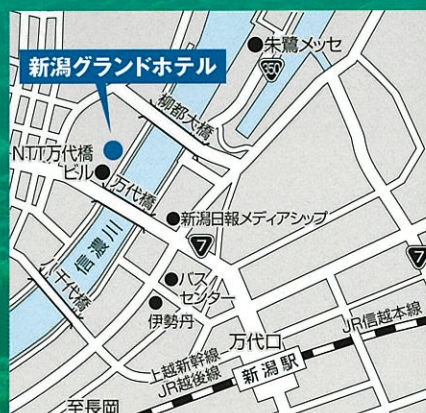 朱鷺メッセ
350
新潟グランドホテル
柳都大橋
NTT万代橋
ビル
万代橋
新潟日報メディアシップ
信濃川
7
7
八千代橋
バス
センター
伊勢丹
万代口
JR信越本線
上越新幹線
JR越後線
新潟駅
至長岡